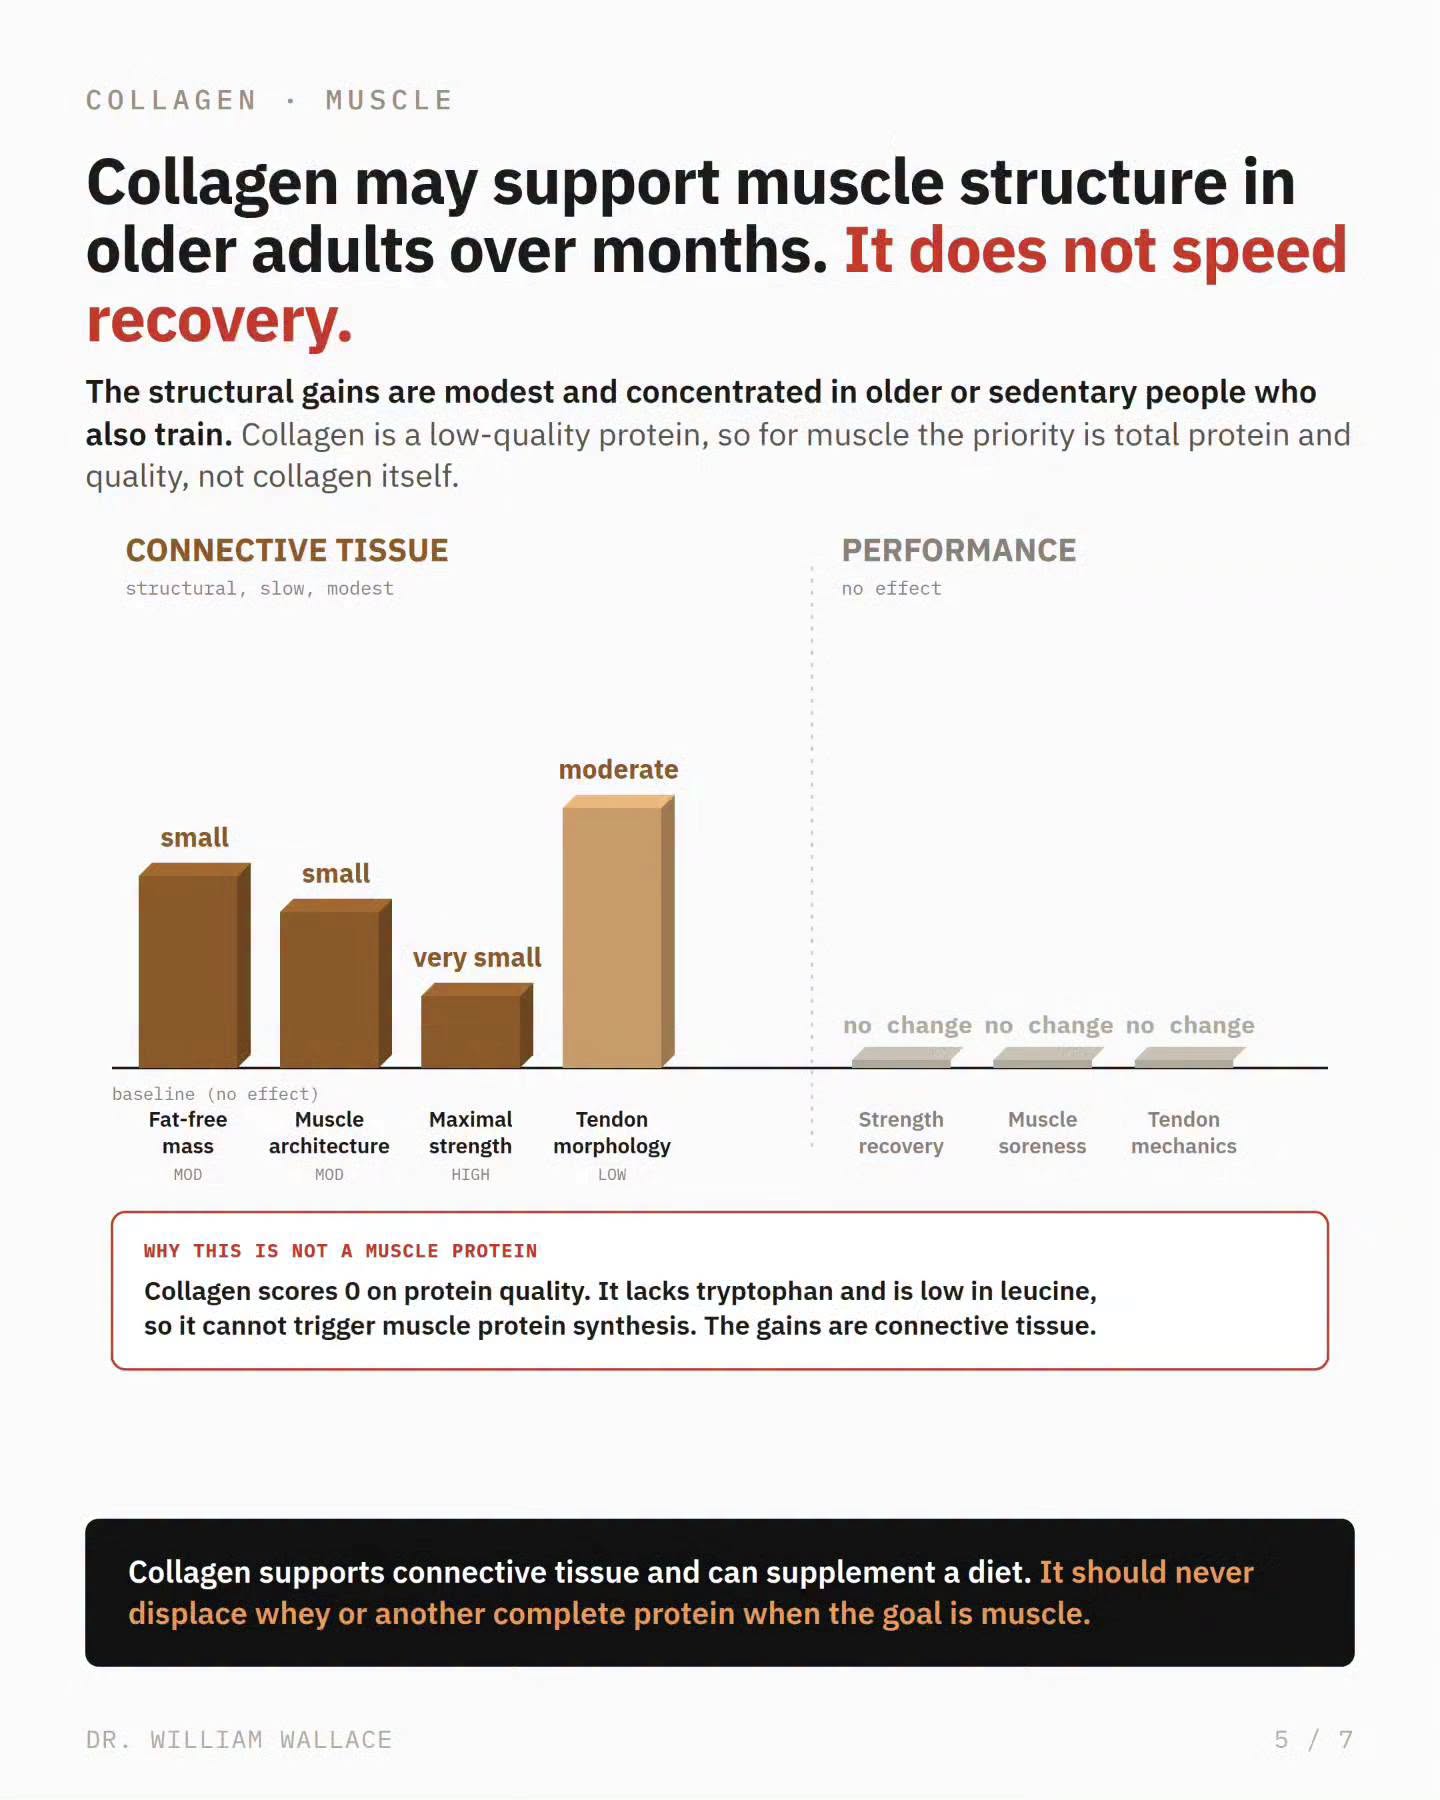 COLLAGEN · MUSCLE
Collagen may support muscle structure in
older adults over months. It does not speed
recovery.
The structural gains are modest and concentrated in older or sedentary people who
also train. Collagen is a low-quality protein, so for muscle the priority is total protein and
quality, not collagen itself.
CONNECTIVE TISSUE
structural, slow, modest
PERFORMANCE
no effect
small
small
very small
moderate
no change
no change
no change
baseline (no effect)
Fat-free
mass
MOD
Muscle
architecture
MOD
Maximal
strength
HIGH
Tendon
morphology
LOW
Strength
recovery
Muscle
soreness
Tendon
mechanics
WHY THIS IS NOT A MUSCLE PROTEIN
Collagen scores 0 on protein quality. It lacks tryptophan and is low in leucine,
so it cannot trigger muscle protein synthesis. The gains are connective tissue.
Collagen supports connective tissue and can supplement a diet. It should never
displace whey or another complete protein when the goal is muscle.
DR. WILLIAM WALLACE
5 / 7